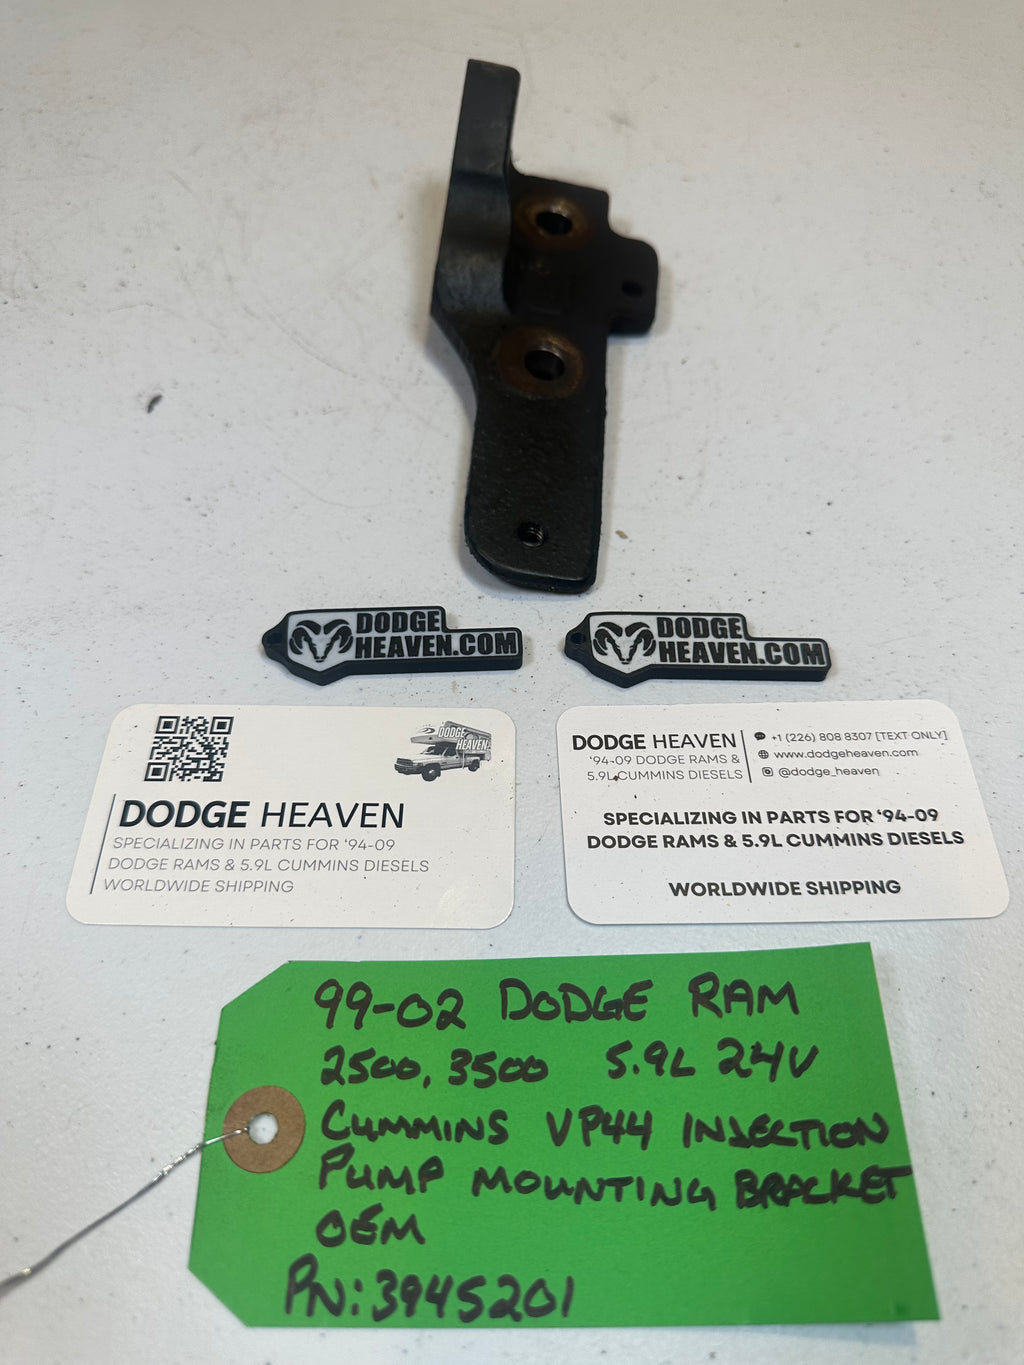 DODGE
HEAVEN.COM
DODGE
HEAVEN.COM
DODGE
HEAVEN
DODGE HEAVEN
SPECIALIZING IN PARTS FOR ‘94-09
DODGE RAMS & 5.9L CUMMINS DIESELS
WORLDWIDE SHIPPING
DODGE HEAVEN
‘94-09 DODGE RAMS &
5.9L CUMMINS DIESELS
+1 (226) 808 8307 [TEXT ONLY]
www.dodgeheaven.com
@dodge_heaven
SPECIALIZING IN PARTS FOR ‘94-09
DODGE RAMS & 5.9L CUMMINS DIESELS
WORLDWIDE SHIPPING
99-02 DODGE RAM
2500, 3500 5.9L 24V
CUMMINS VP44 INJECTION
PUMP MOUNTING BRACKET
OEM
PN: 3945201